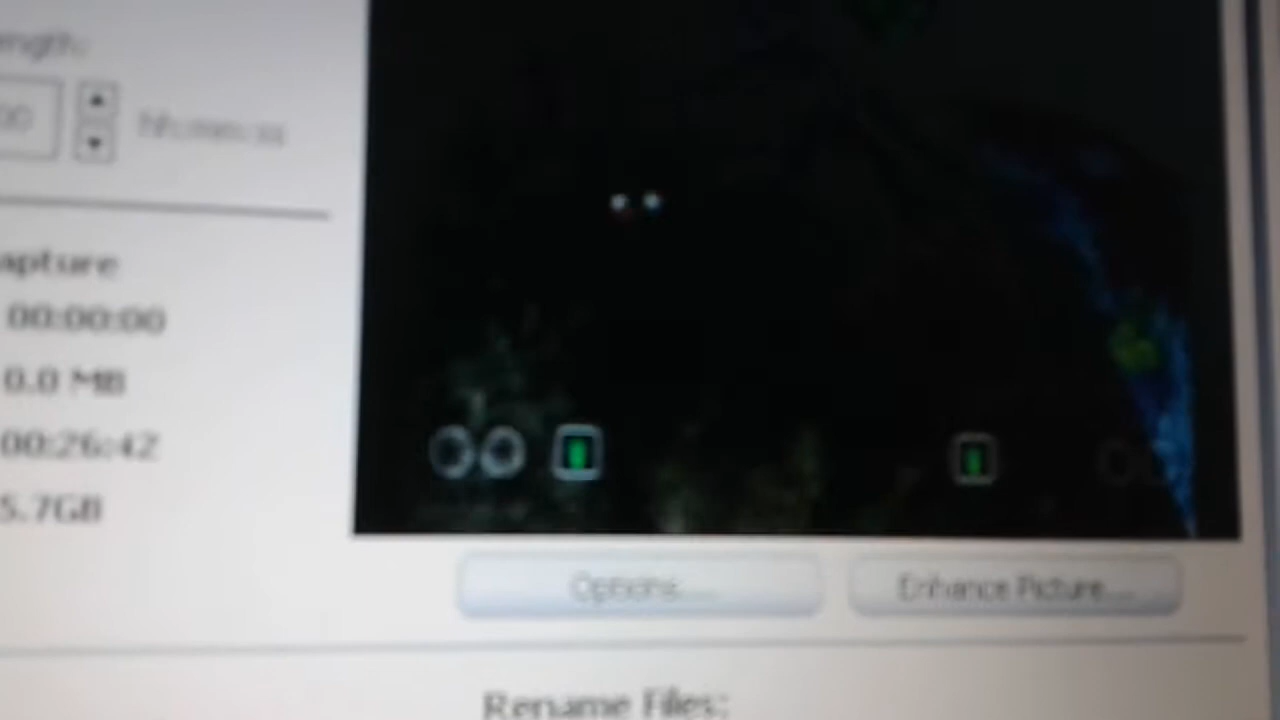 ength:
00
hh:mm:ss
apture
00:00:00
0.0 MB
00:26:42
5.7GB
Options...
Enhance Picture...
Rename Files: